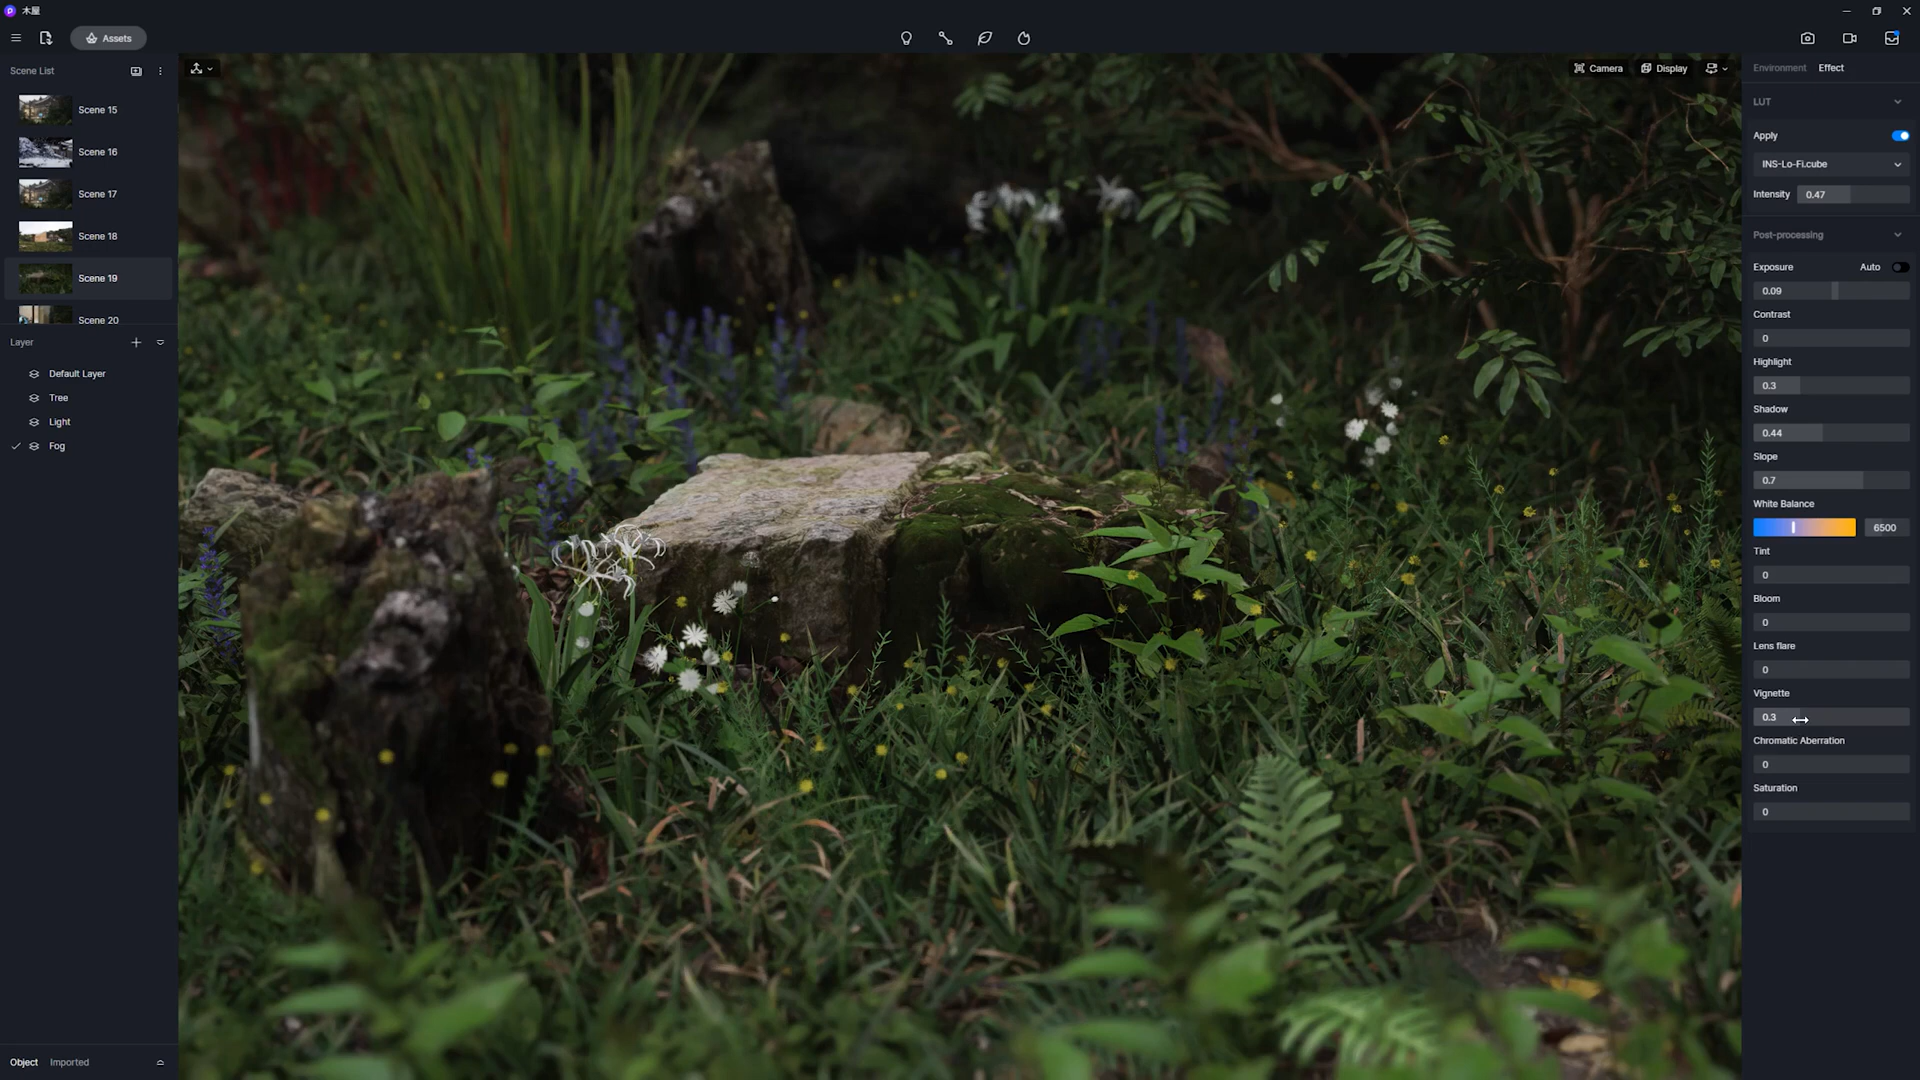 木屋
Assets
Scene List
Scene 15
Scene 16
Scene 17
Scene 18
Scene 19
Scene 20
Layer
Default Layer
Tree
Light
Fog
Object Imported
Camera Display
Environment Effect
LUT
Apply
INS-Lo-Fi.cube
Intensity 0.47
Post-processing
Exposure Auto
0.09
Contrast
0
Highlight
0.3
Shadow
0.44
Slope
0.7
White Balance
6500
Tint
0
Bloom
0
Lens flare
0
Vignette
0.3
Chromatic Aberration
0
Saturation
0